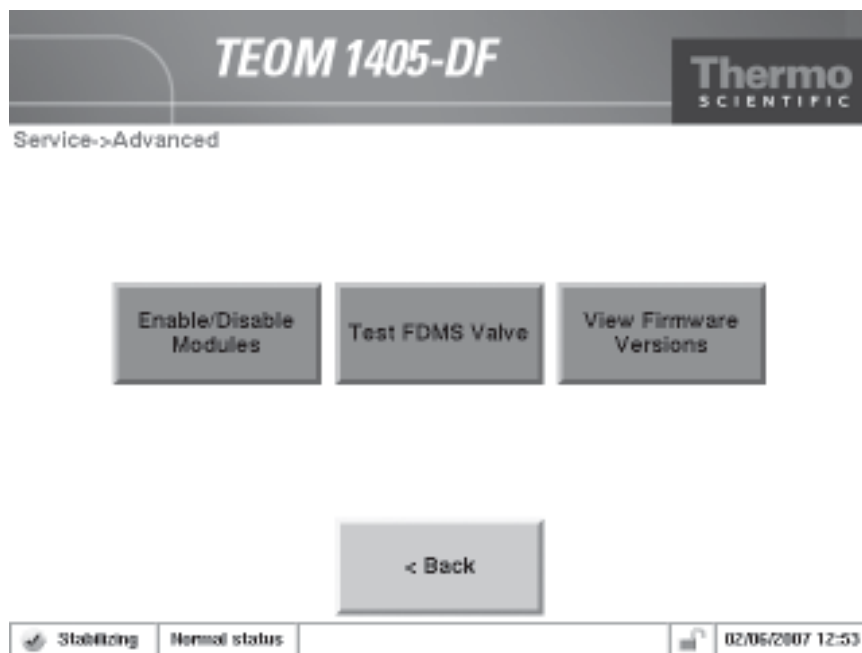 TEOM 1405-DF
Thermo
SCIENTIFIC
Service->Advanced
Enable/Disable
Modules
Test FDMS Valve
View Firmware
Versions
< Back
Stabilizing
Normal status
02/06/2007 12:53